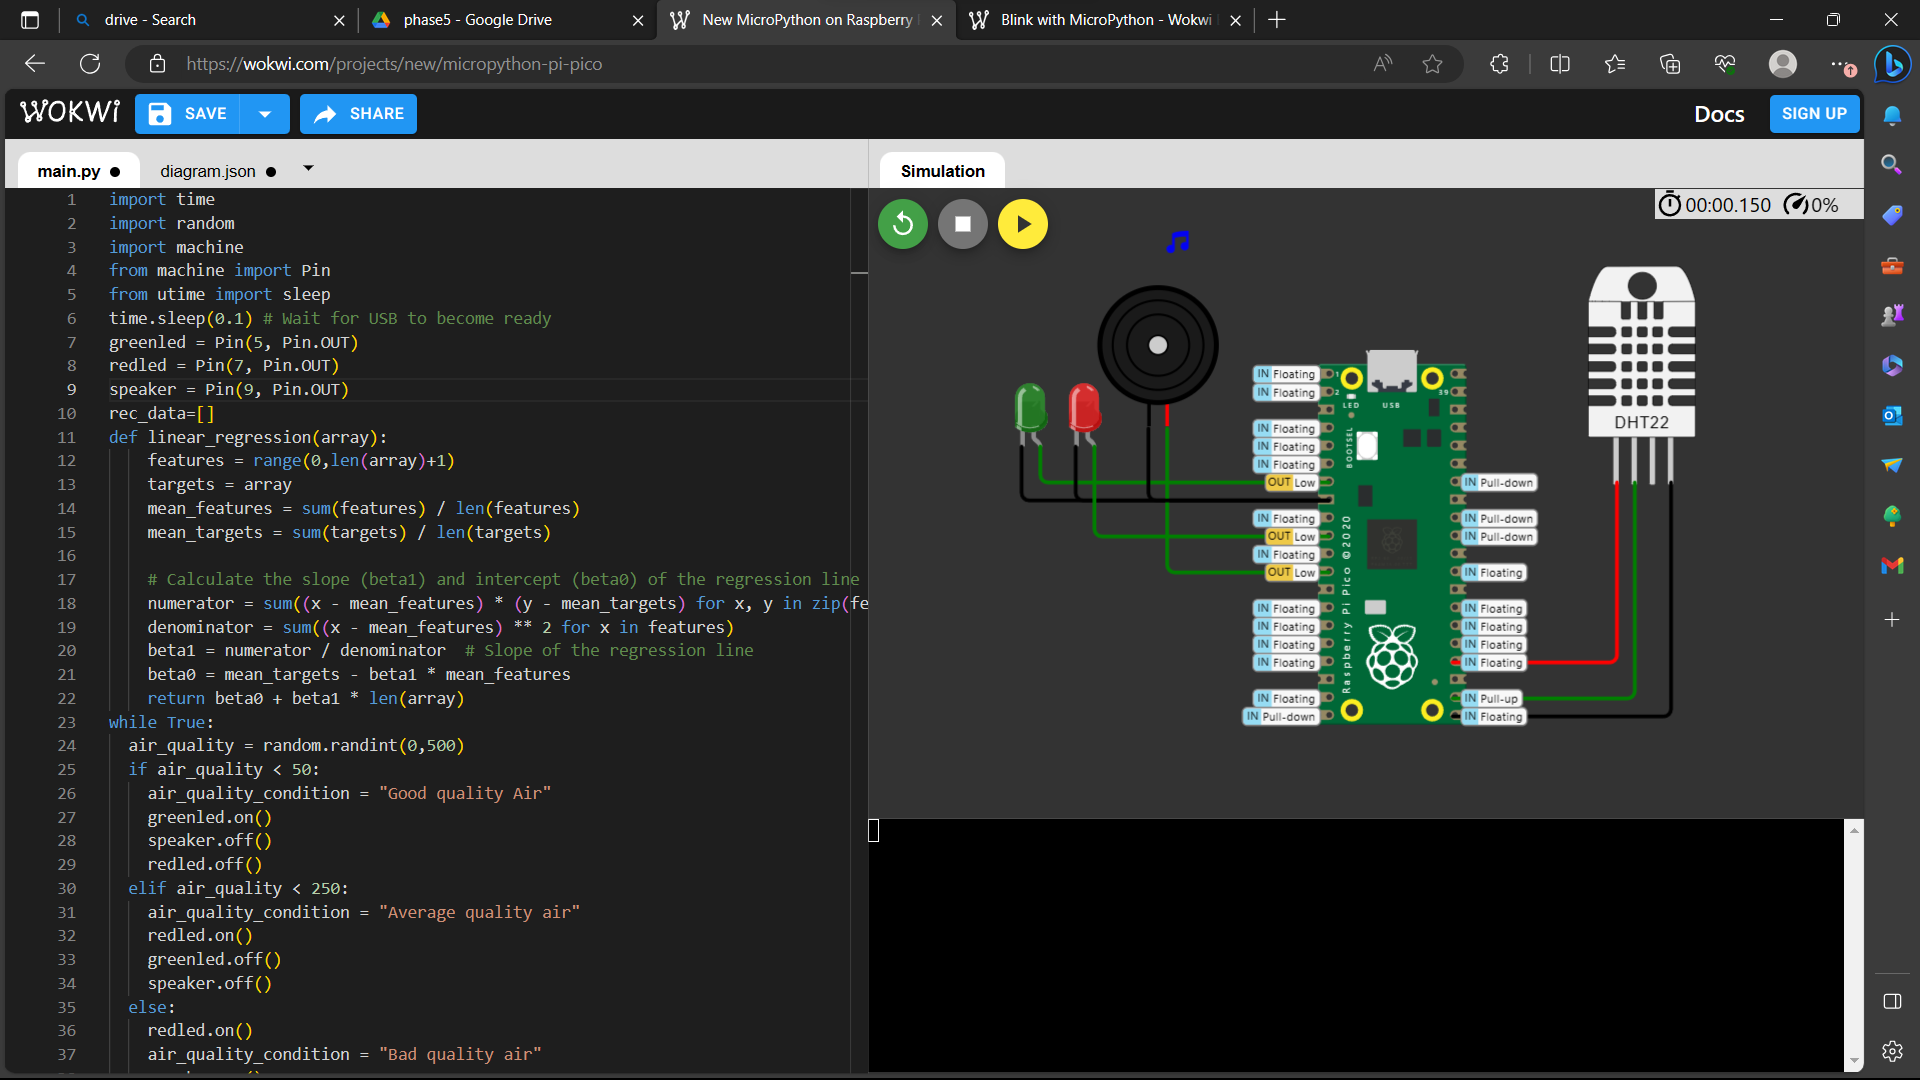 drive - Search
phase5 - Google Drive
New MicroPython on Raspberry
Blink with MicroPython - Wokwi
https://wokwi.com/projects/new/micropython-pi-pico
WOKWi
SAVE
SHARE
Docs
SIGN UP
main.py
diagram.json
Simulation
1 import time
2 import random
3 import machine
4 from machine import Pin
5 from utime import sleep
6 time.sleep(0.1) # Wait for USB to become ready
7 greenled = Pin(5, Pin.OUT)
8 redled = Pin(7, Pin.OUT)
9 speaker = Pin(9, Pin.OUT)
10 rec_data=[]
11 def linear_regression(array):
12 features = range(0,len(array)+1)
13 targets = array
14 mean_features = sum(features) / len(features)
15 mean_targets = sum(targets) / len(targets)
16
17 # Calculate the slope (beta1) and intercept (beta0) of the regression line
18 numerator = sum((x - mean_features) * (y - mean_targets) for x, y in zip(fe
19 denominator = sum((x - mean_features) ** 2 for x in features)
20 beta1 = numerator / denominator # Slope of the regression line
21 beta0 = mean_targets - beta1 * mean_features
22 return beta0 + beta1 * len(array)
23 while True:
24 air_quality = random.randint(0,500)
25 if air_quality < 50:
26 air_quality_condition = "Good quality Air"
27 greenled.on()
28 speaker.off()
29 redled.off()
30 elif air_quality < 250:
31 air_quality_condition = "Average quality air"
32 redled.on()
33 greenled.off()
34 speaker.off()
35 else:
36 redled.on()
37 air_quality_condition = "Bad quality air"
00:00.150 0%
DHT22
IN Floating
IN Floating
IN Floating
IN Floating
IN Floating
OUT Low
IN Floating
OUT Low
IN Floating
OUT Low
IN Floating
IN Floating
IN Floating
IN Floating
IN Floating
IN Pull-down
1
2
39
LED
USB
BOOTSEL
Raspberry Pi Pico ©2020
IN Pull-down
IN Pull-down
IN Pull-down
IN Floating
IN Floating
IN Floating
IN Floating
IN Floating
IN Pull-up
IN Floating